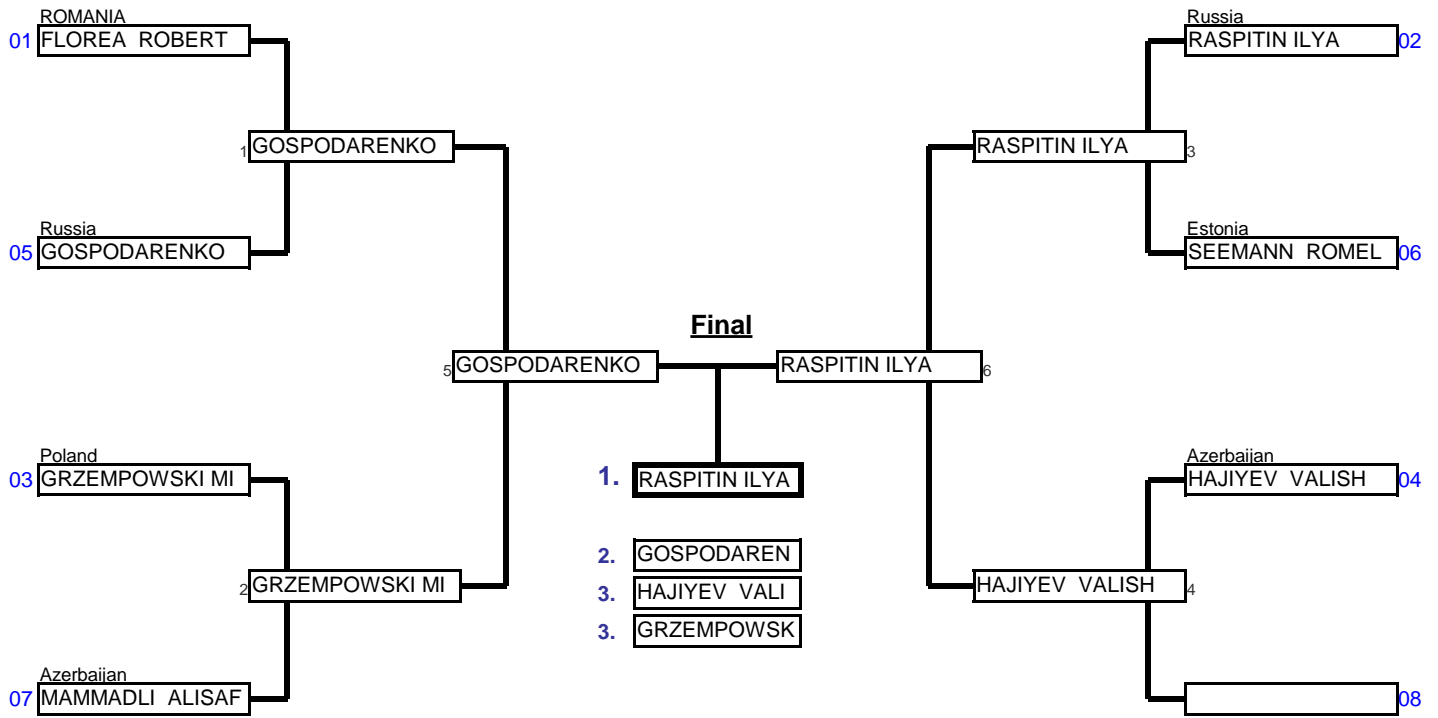 ROMANIA
01 FLOREA ROBERT
Russia
RASPITIN ILYA 02
1 GOSPODARENKO
RASPITIN ILYA 3
Russia
05 GOSPODARENKO
Estonia
SEEMANN ROMEL 06
Final
5 GOSPODARENKO
RASPITIN ILYA 6
Poland
03 GRZEMPOWSKI MI
1. RASPITIN ILYA
Azerbaijan
HAJIYEV VALISH 04
2. GOSPODAREN
2 GRZEMPOWSKI MI
3. HAJIYEV VALI
HAJIYEV VALISH 4
3. GRZEMPOWSK
Azerbaijan
07 MAMMADLI ALISAF
08